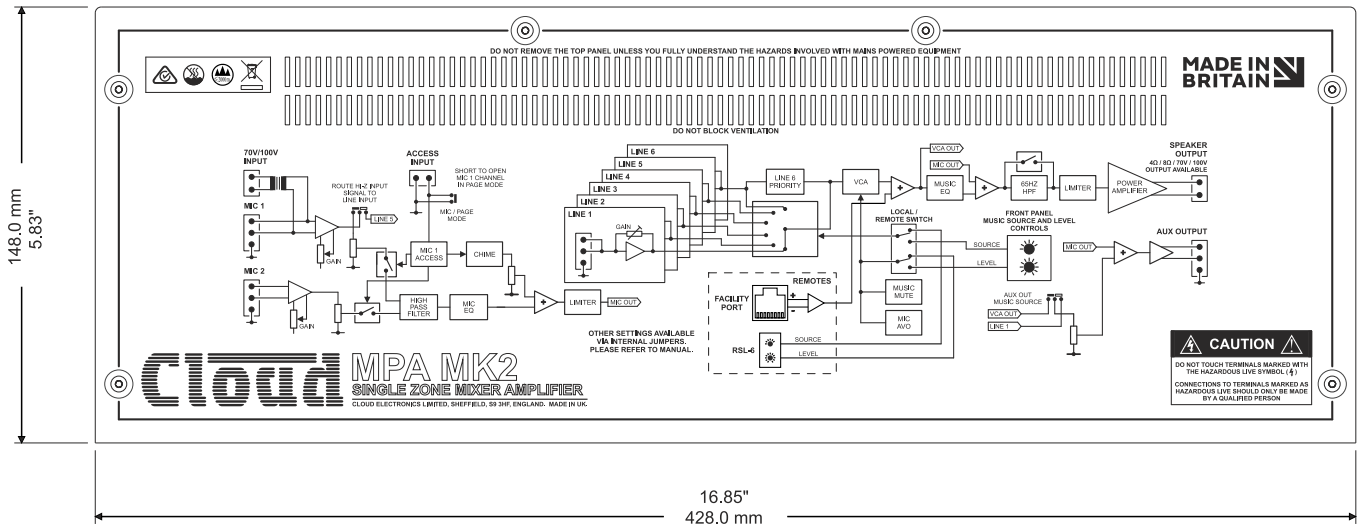 DO NOT REMOVE THE TOP PANEL UNLESS YOU FULLY UNDERSTAND THE HAZARDS INVOLVED WITH MAINS POWERED EQUIPMENT
MADE IN
BRITAIN
DO NOT BLOCK VENTILATION
148.0 mm
5.83"
70V/100V
INPUT
MIC 1
MIC 2
ROUTE HI-Z INPUT
SIGNAL TO
LINE INPUT
LINE 5
GAIN
GAIN
ACCESS
INPUT
SHORT TO OPEN
MIC 1 CHANNEL
IN PAGE MODE
MIC / PAGE
MODE
MIC 1
ACCESS
CHIME
HIGH
PASS
FILTER
MIC
EQ
LIMITER
MIC OUT
LINE 6
LINE 5
LINE 4
LINE 3
LINE 2
LINE 1
GAIN
LINE 6
PRIORITY
VCA
VCA OUT
MIC OUT
MUSIC
EQ
65HZ
HPF
LIMITER
POWER
AMPLIFIER
SPEAKER
OUTPUT
4Ω / 8Ω / 70V / 100V
OUTPUT AVAILABLE
LOCAL /
REMOTE SWITCH
FRONT PANEL
MUSIC SOURCE AND LEVEL
CONTROLS
SOURCE
LEVEL
MIC OUT
AUX OUTPUT
REMOTES
FACILITY
PORT
+
-
RSL-6
SOURCE
LEVEL
MUSIC
MUTE
MIC
AVO
AUX OUT
MUSIC SOURCE
VCA OUT
LINE 1
OTHER SETTINGS AVAILABLE
VIA INTERNAL JUMPERS.
PLEASE REFER TO MANUAL.
Cloud
MPA MK2
SINGLE ZONE MIXER AMPLIFIER
CLOUD ELECTRONICS LIMITED, SHEFFIELD, S9 3HF, ENGLAND. MADE IN UK.
CAUTION
DO NOT TOUCH TERMINALS MARKED WITH
THE HAZARDOUS LIVE SYMBOL ( )
CONNECTIONS TO TERMINALS MARKED AS
HAZARDOUS LIVE SHOULD ONLY BE MADE
BY A QUALIFIED PERSON
16.85"
428.0 mm